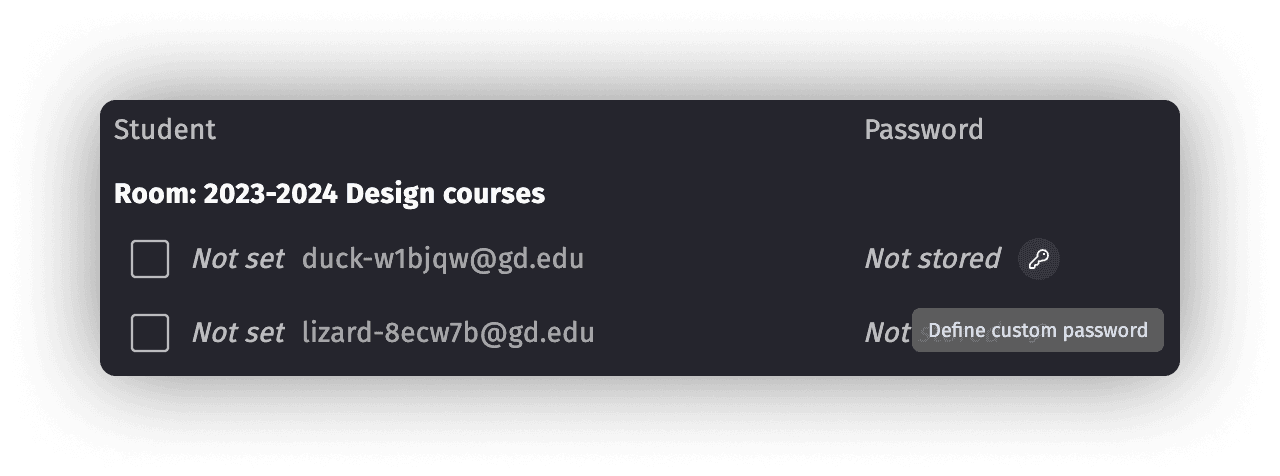 Student Password
Room: 2023-2024 Design courses
Not set duck-w1bjqw@gd.edu Not stored
Not set lizard-8ecw7b@gd.edu Not
Define custom password